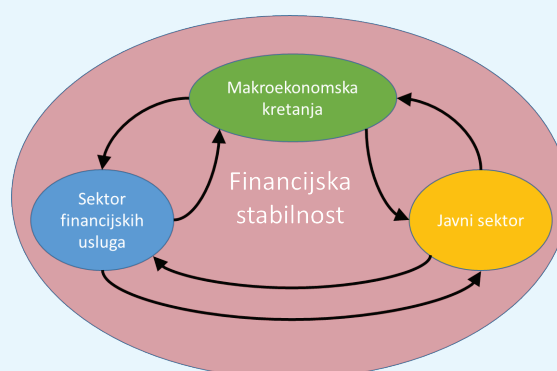 Makroekonomska
kretanja
Financijska
stabilnost
Sektor
financijskih
usluga
Javni sektor